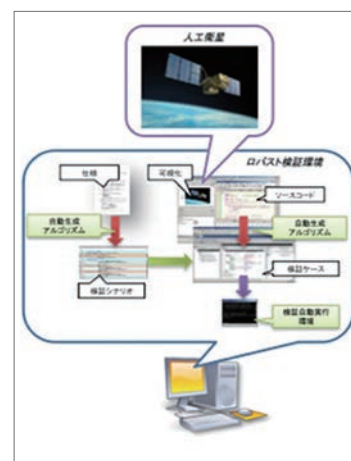 人工衛星
ロバスト検証環境
仕様
可視化
ソースコード
自動生成
アルゴリズム
自動生成
アルゴリズム
検証シナリオ
検証ケース
検証自動実行
環境